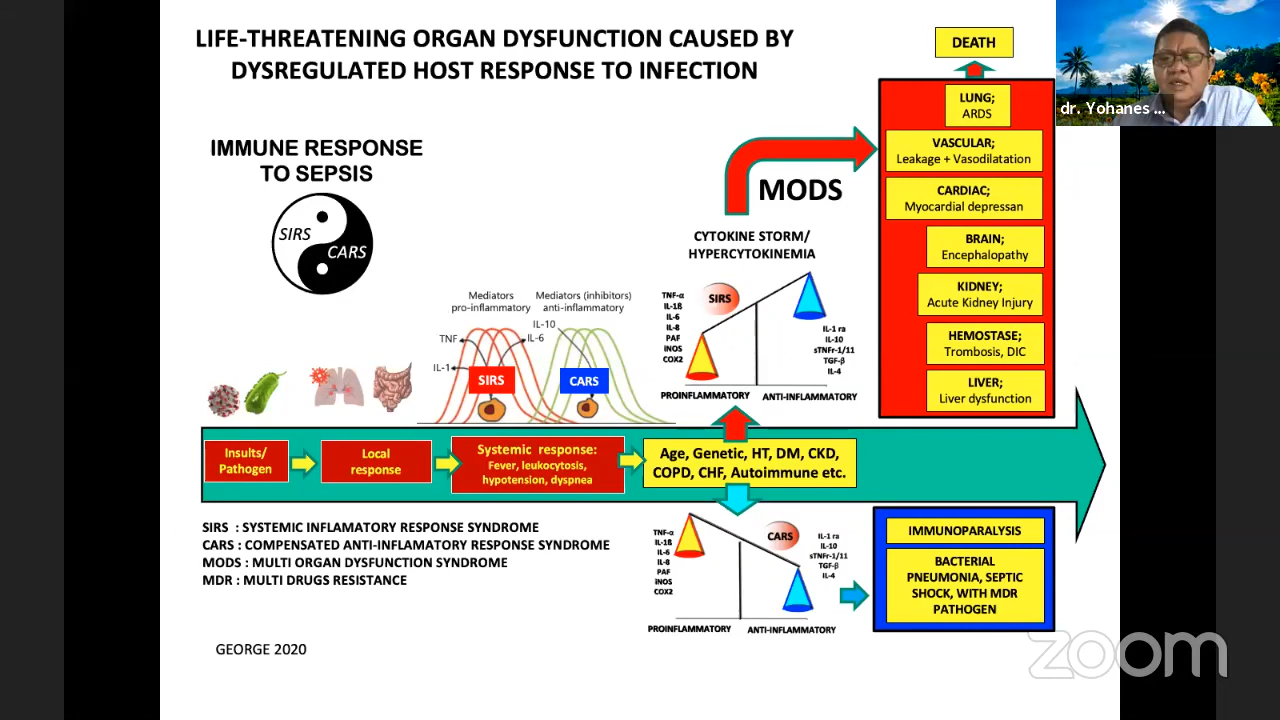 LIFE-THREATENING ORGAN DYSFUNCTION CAUSED BY
DYSREGULATED HOST RESPONSE TO INFECTION
IMMUNE RESPONSE
TO SEPSIS
SIRS
CARS
Mediators
pro-inflammatory
Mediators (inhibitors)
anti-inflammatory
TNF
IL-1
IL-6
IL-10
SIRS
CARS
Insults/
Pathogen
Local
response
Systemic response:
Fever, leukocytosis,
hypotension, dyspnea
Age, Genetic, HT, DM, CKD,
COPD, CHF, Autoimmune etc.
CYTOKINE STORM/
HYPERCYTOKINEMIA
TNF-α
IL-1ß
IL-6
IL-8
PAF
iNOS
COX2
SIRS
IL-1 ra
IL-10
sTNFr-1/11
TGF-β
IL-4
PROINFLAMMATORY
ANTI-INFLAMMATORY
MODS
DEATH
LUNG;
ARDS
VASCULAR;
Leakage + Vasodilatation
CARDIAC;
Myocardial depressan
BRAIN;
Encephalopathy
KIDNEY;
Acute Kidney Injury
HEMOSTASE;
Trombosis, DIC
LIVER;
Liver dysfunction
TNF-α
IL-1ß
IL-6
IL-8
PAF
iNOS
COX2
CARS
IL-1 ra
IL-10
sTNFr-1/11
TGF-β
IL-4
PROINFLAMMATORY
ANTI-INFLAMMATORY
IMMUNOPARALYSIS
BACTERIAL
PNEUMONIA, SEPTIC
SHOCK, WITH MDR
PATHOGEN
SIRS : SYSTEMIC INFLAMATORY RESPONSE SYNDROME
CARS : COMPENSATED ANTI-INFLAMATORY RESPONSE SYNDROME
MODS : MULTI ORGAN DYSFUNCTION SYNDROME
MDR : MULTI DRUGS RESISTANCE
GEORGE 2020
dr. Yohanes ...
zoom